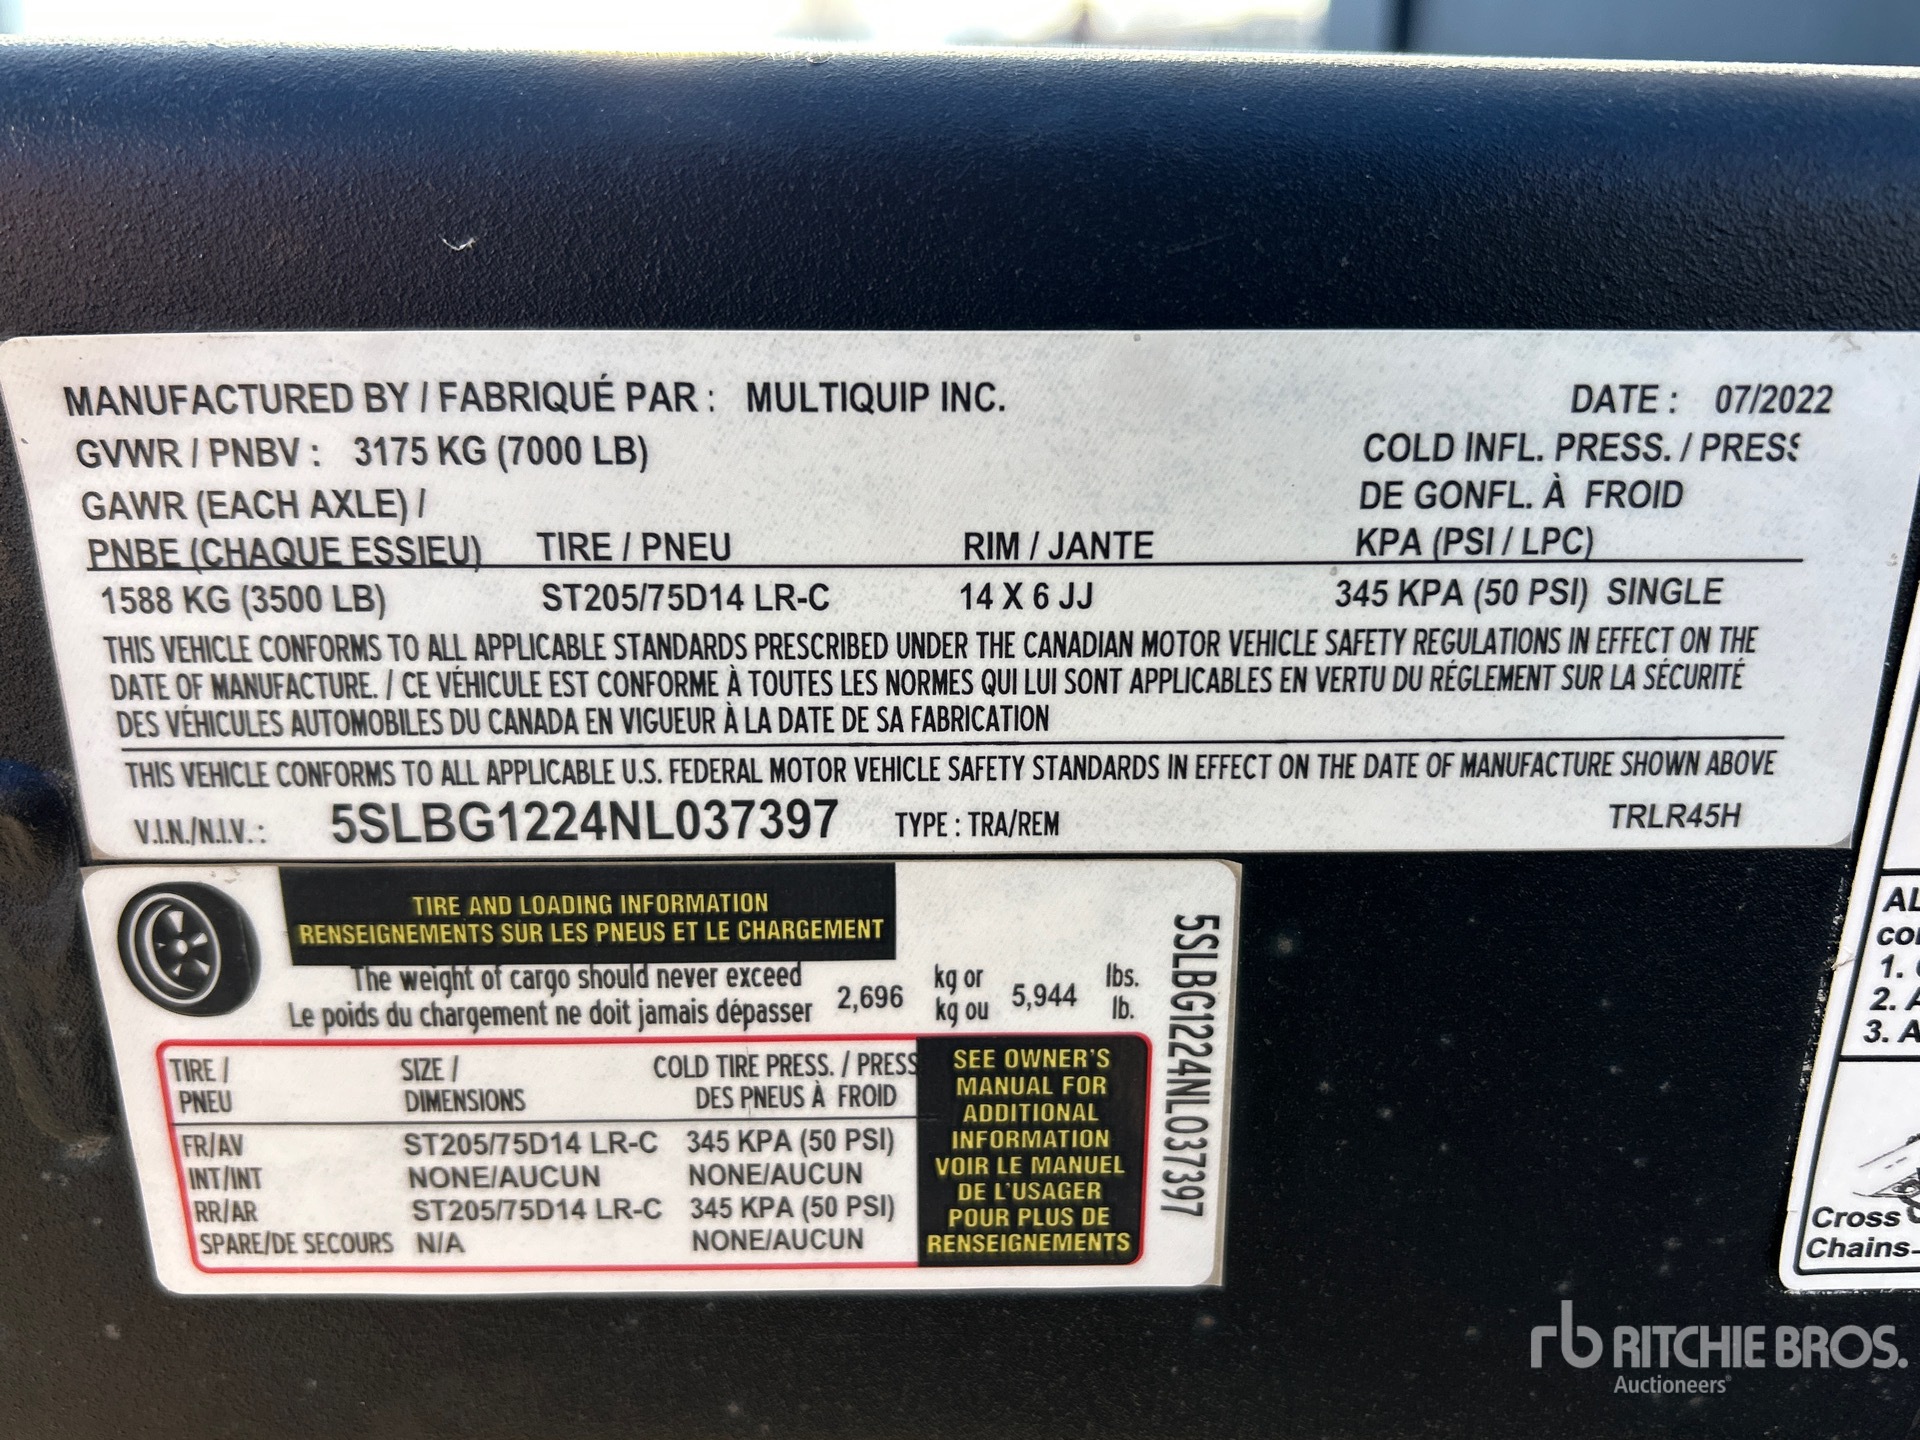 MANUFACTURED BY / FABRIQUÉ PAR : MULTIQUIP INC. DATE : 07/2022
GVWR / PNBV : 3175 KG (7000 LB) COLD INFL. PRESS. / PRESS
GAWR (EACH AXLE) / DE GONFL. À FROID
PNBE (CHAQUE ESSIEU) TIRE / PNEU RIM / JANTE KPA (PSI / LPC)
1588 KG (3500 LB) ST205/75D14 LR-C 14 X 6 JJ 345 KPA (50 PSI) SINGLE
THIS VEHICLE CONFORMS TO ALL APPLICABLE STANDARDS PRESCRIBED UNDER THE CANADIAN MOTOR VEHICLE SAFETY REGULATIONS IN EFFECT ON THE
DATE OF MANUFACTURE. / CE VÉHICULE EST CONFORME À TOUTES LES NORMES QUI LUI SONT APPLICABLES EN VERTU DU RÉGLEMENT SUR LA SÉCURITÉ
DES VÉHICULES AUTOMOBILES DU CANADA EN VIGUEUR À LA DATE DE SA FABRICATION
THIS VEHICLE CONFORMS TO ALL APPLICABLE U.S. FEDERAL MOTOR VEHICLE SAFETY STANDARDS IN EFFECT ON THE DATE OF MANUFACTURE SHOWN ABOVE
V.I.N./N.I.V. : 5SLBG1224NL037397 TYPE : TRA/REM TRLR45H
TIRE AND LOADING INFORMATION
RENSEIGNEMENTS SUR LES PNEUS ET LE CHARGEMENT
The weight of cargo should never exceed kg or lbs.
Le poids du chargement ne doit jamais dépasser 2,696 kg ou 5,944 lb.
TIRE / SIZE / COLD TIRE PRESS. / PRESS
PNEU DIMENSIONS DES PNEUS À FROID
FR/AV ST205/75D14 LR-C 345 KPA (50 PSI)
INT/INT NONE/AUCUN NONE/AUCUN
RR/AR ST205/75D14 LR-C 345 KPA (50 PSI)
SPARE/DE SECOURS N/A NONE/AUCUN
SEE OWNER'S
MANUAL FOR
ADDITIONAL
INFORMATION
VOIR LE MANUEL
DE L'USAGER
POUR PLUS DE
RENSEIGNEMENTS
5SLBG1224NL037397
1.
2.
3.
Cross
Chains
rb RITCHIE BROS.
Auctioneers